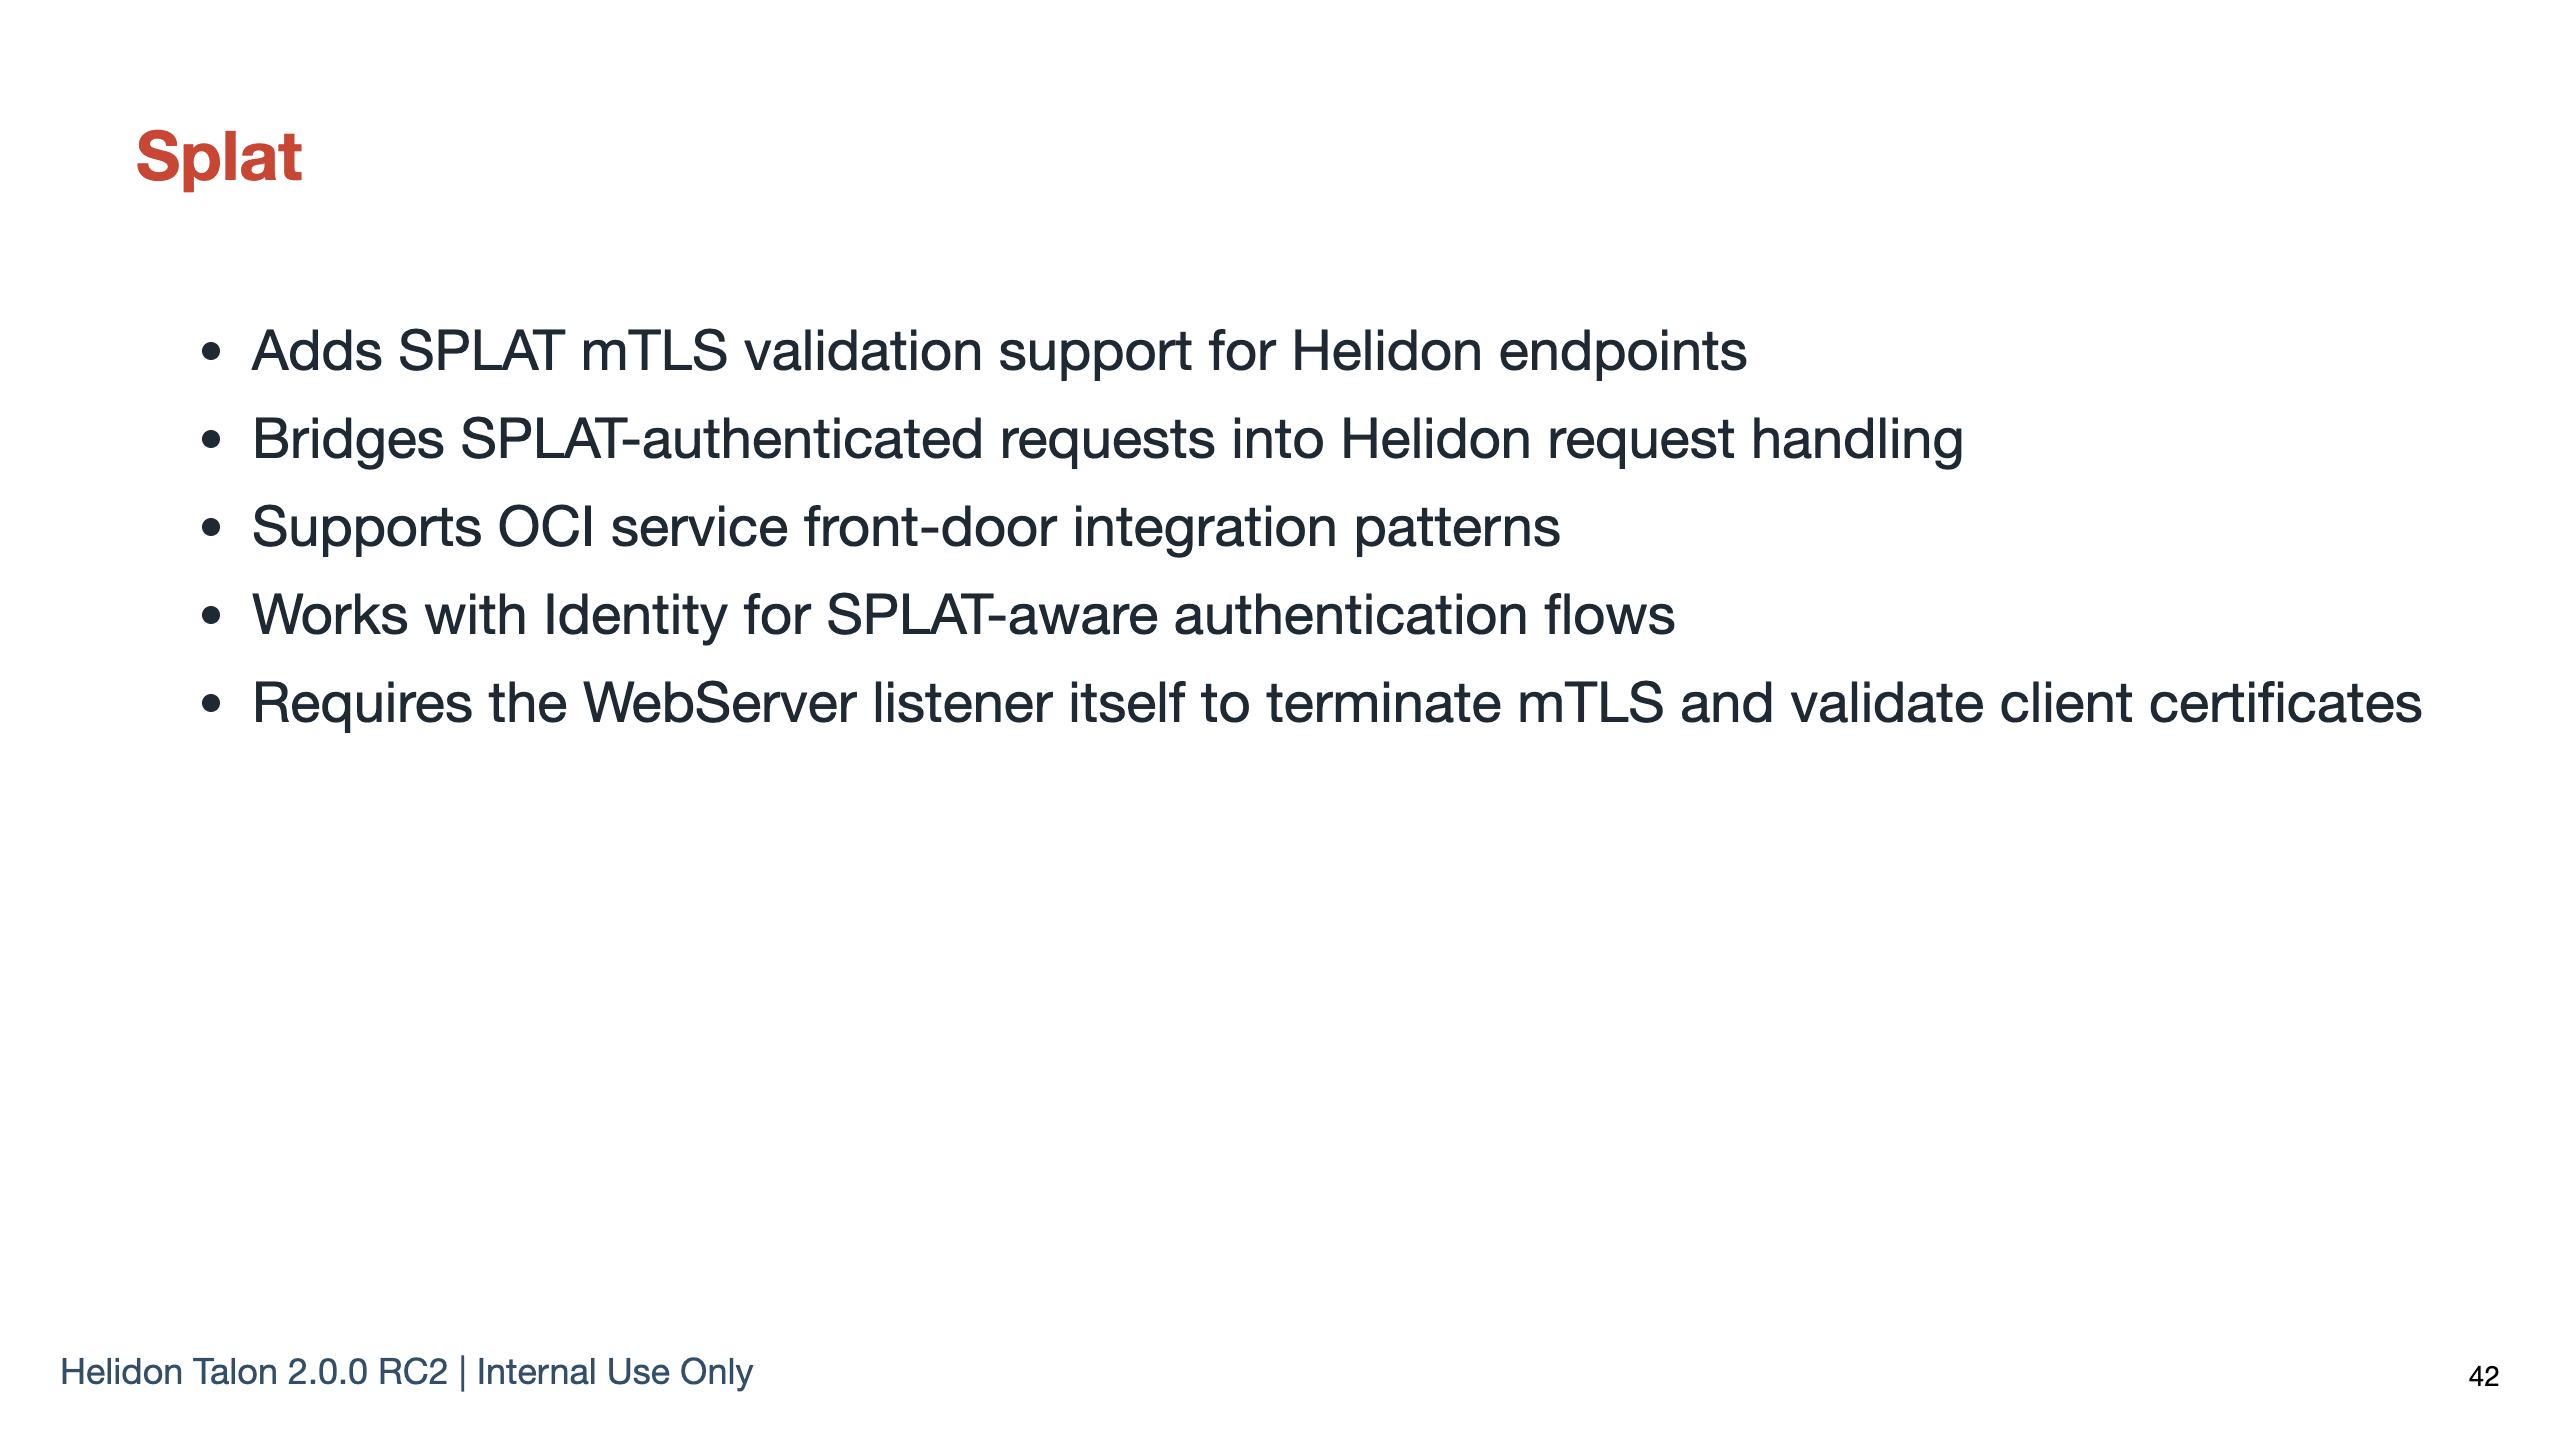 Splat
• Adds SPLAT mTLS validation support for Helidon endpoints
• Bridges SPLAT-authenticated requests into Helidon request handling
• Supports OCI service front-door integration patterns
• Works with Identity for SPLAT-aware authentication flows
• Requires the WebServer listener itself to terminate mTLS and validate client certificates
Helidon Talon 2.0.0 RC2 | Internal Use Only
42